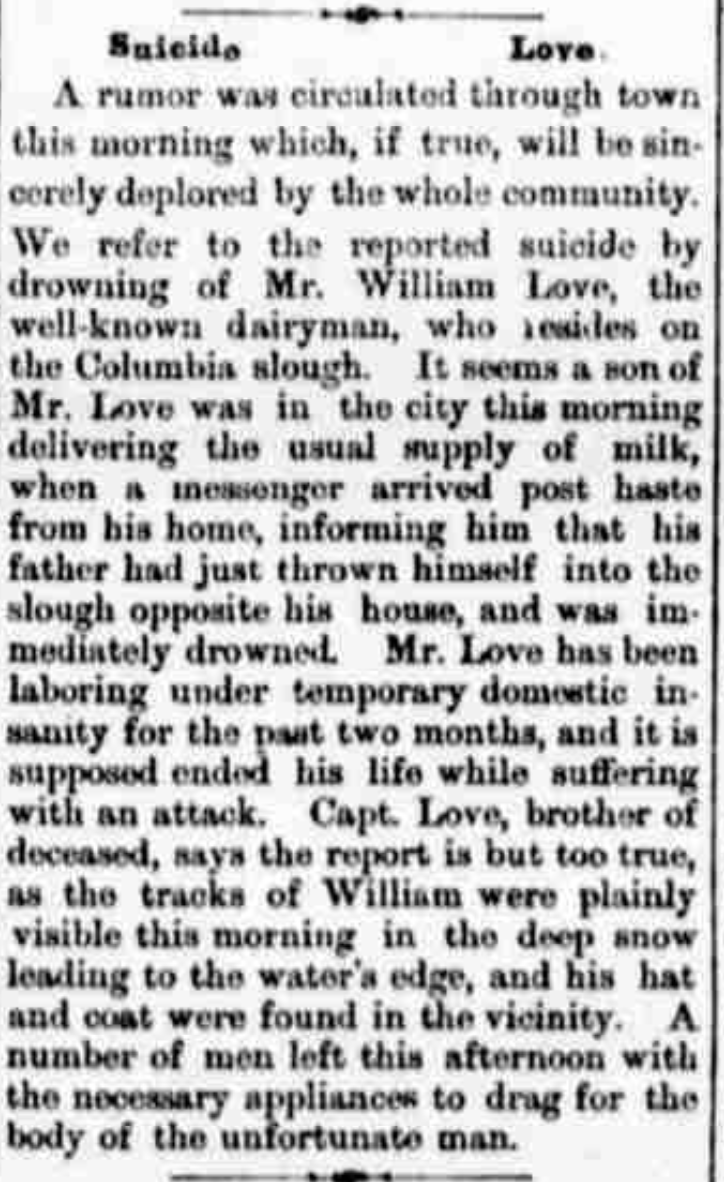 Suicide Love.
A rumor was circulated through town
this morning which, if true, will be sin-
cerely deplored by the whole community.
We refer to the reported suicide by
drowning of Mr. William Love, the
well-known dairyman, who resides on
the Columbia slough. It seems a son of
Mr. Love was in the city this morning
delivering the usual supply of milk,
when a messenger arrived post haste
from his home, informing him that his
father had just thrown himself into the
slough opposite his house, and was im-
mediately drowned. Mr. Love has been
laboring under temporary domestic in-
sanity for the past two months, and it is
supposed ended his life while suffering
with an attack. Capt. Love, brother of
deceased, says the report is but too true,
as the tracks of William were plainly
visible this morning in the deep snow
leading to the water's edge, and his hat
and coat were found in the vicinity. A
number of men left this afternoon with
the necessary appliances to drag for the
body of the unfortunate man.